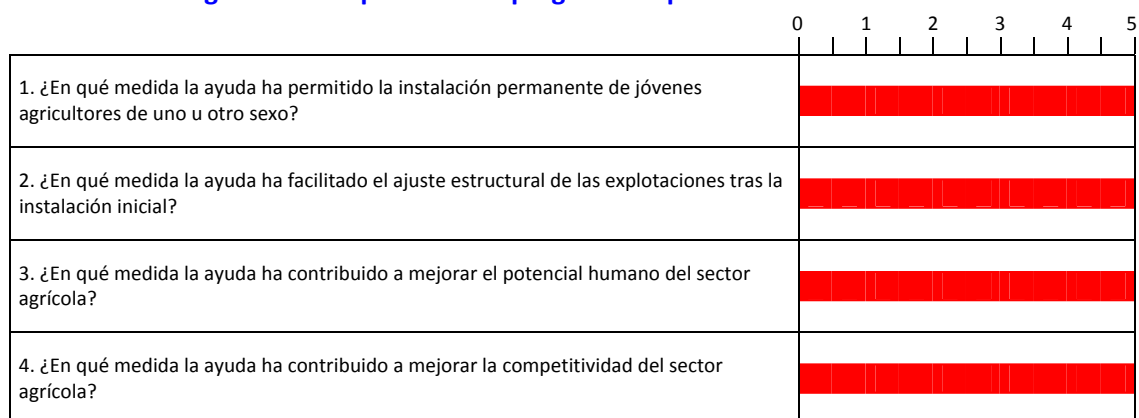 0 1 2 3 4 5
1. ¿En qué medida la ayuda ha permitido la instalación permanente de jóvenes
agricultores de uno u otro sexo?
2. ¿En qué medida la ayuda ha facilitado el ajuste estructural de las explotaciones tras la
instalación inicial?
3. ¿En qué medida la ayuda ha contribuido a mejorar el potencial humano del sector
agrícola?
4. ¿En qué medida la ayuda ha contribuido a mejorar la competitividad del sector
agrícola?